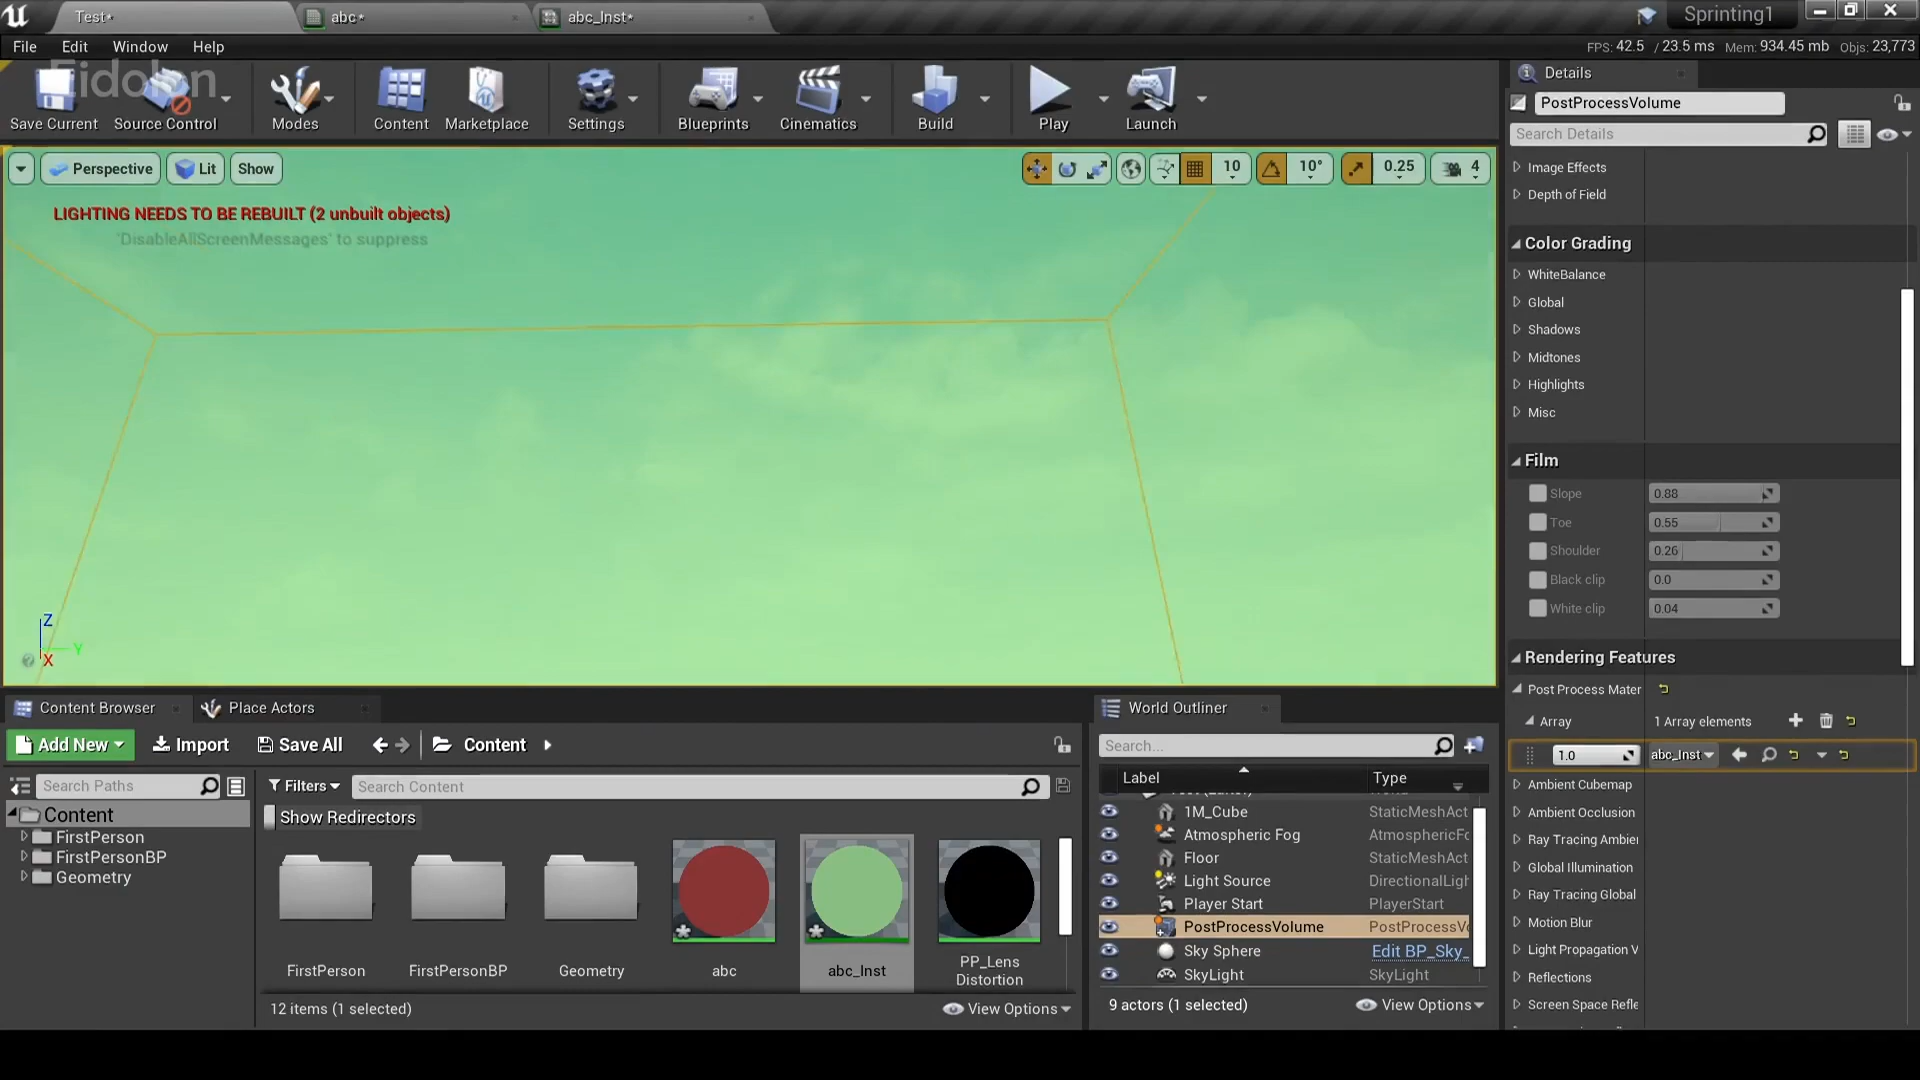 Test*
abc*
abc_Inst*
Sprinting1
File
Edit
Window
Help
FPS: 42.5 / 23.5 ms Mem: 934.45 mb Objs: 23,773
Eidolon
Save Current
Source Control
Modes
Content
Marketplace
Settings
Blueprints
Cinematics
Build
Play
Launch
Perspective
Lit
Show
10
10°
0.25
4
LIGHTING NEEDS TO BE REBUILT (2 unbuilt objects)
'DisableAllScreenMessages' to suppress
Z
Y
X
Details
PostProcessVolume
Search Details
Image Effects
Depth of Field
Color Grading
WhiteBalance
Global
Shadows
Midtones
Highlights
Misc
Film
Slope 0.88
Toe 0.55
Shoulder 0.26
Black clip 0.0
White clip 0.04
Rendering Features
Post Process Mater
Array 1 Array elements
1.0 abc_Inst
Ambient Cubemap
Ambient Occlusion
Ray Tracing Ambie
Global Illumination
Ray Tracing Global
Motion Blur
Light Propagation V
Reflections
Screen Space Refle
Content Browser
Place Actors
Add New
Import
Save All
Content
Search Paths
Filters
Search Content
Content
FirstPerson
FirstPersonBP
Geometry
Show Redirectors
FirstPerson
FirstPersonBP
Geometry
abc
abc_Inst
PP_Lens
Distortion
12 items (1 selected)
View Options
World Outliner
Search...
Label Type
1M_Cube StaticMeshAct
Atmospheric Fog AtmosphericFo
Floor StaticMeshAct
Light Source DirectionalLigh
Player Start PlayerStart
PostProcessVolume PostProcessVo
Sky Sphere Edit BP_Sky_
SkyLight SkyLight
9 actors (1 selected)
View Options